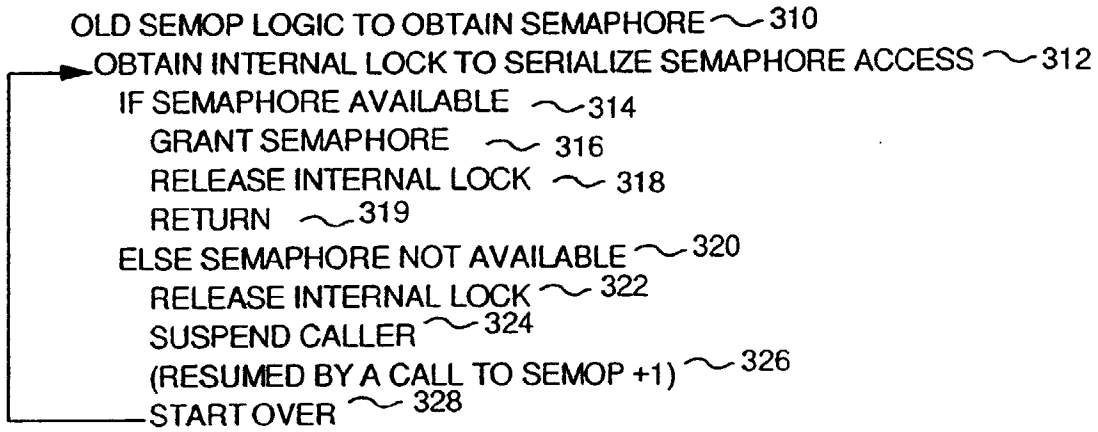 OLD SEMOP LOGIC TO OBTAIN SEMAPHORE 310
OBTAIN INTERNAL LOCK TO SERIALIZE SEMAPHORE ACCESS 312
IF SEMAPHORE AVAILABLE 314
GRANT SEMAPHORE 316
RELEASE INTERNAL LOCK 318
RETURN 319
ELSE SEMAPHORE NOT AVAILABLE 320
RELEASE INTERNAL LOCK 322
SUSPEND CALLER 324
(RESUMED BY A CALL TO SEMOP +1) 326
START OVER 328